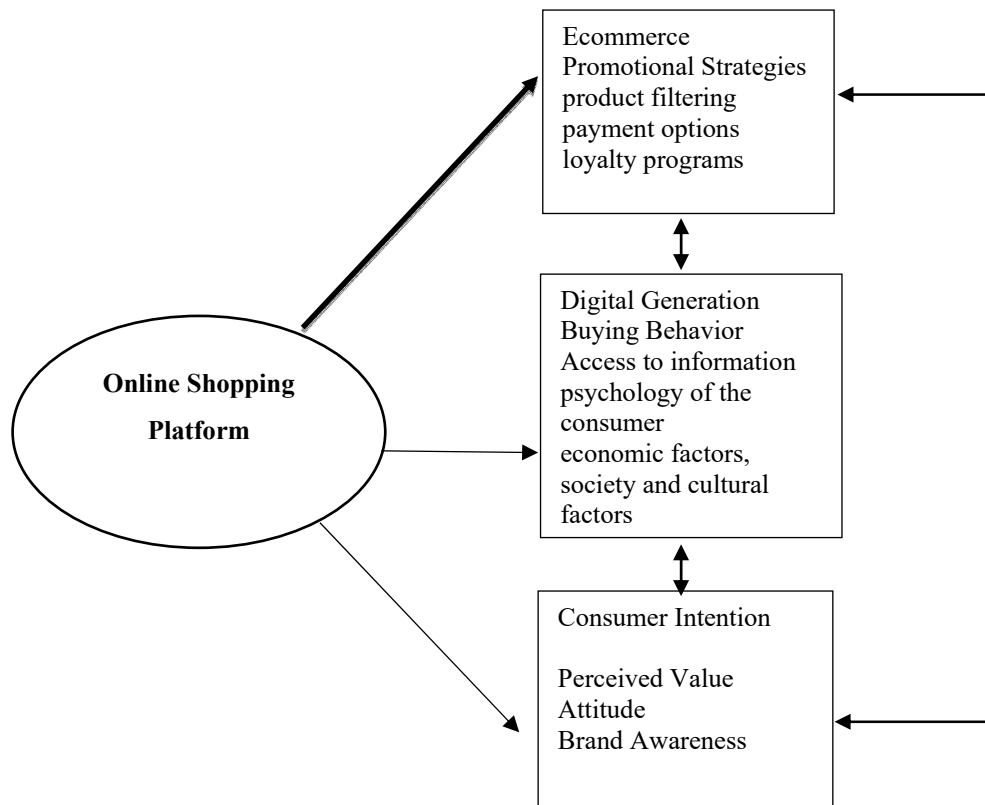 Ecommerce
Promotional Strategies
product filtering
payment options
loyalty programs
Digital Generation
Buying Behavior
Access to information
psychology of the
consumer
economic factors,
society and cultural
factors
Online Shopping
Platform
Consumer Intention
Perceived Value
Attitude
Brand Awareness